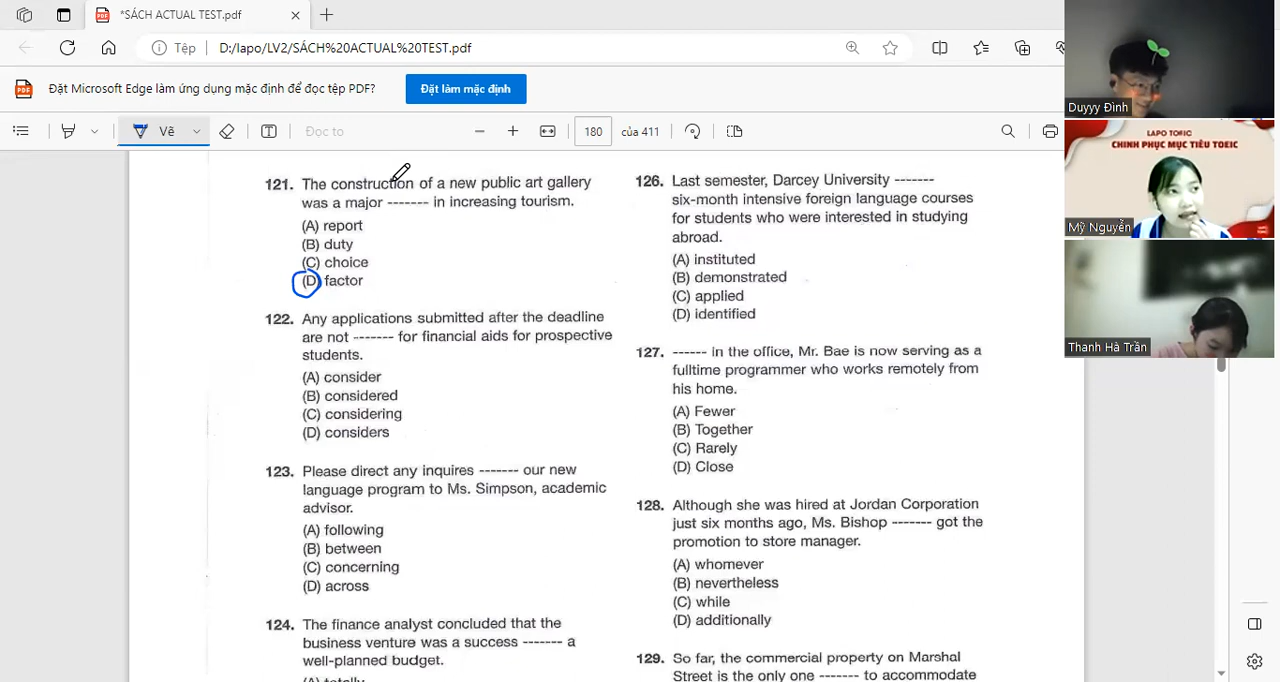 *SÁCH ACTUAL TEST.pdf
Tệp
D:/lapo/LV2/SÁCH%20ACTUAL%20TEST.pdf
Đặt Microsoft Edge làm ứng dụng mặc định để đọc tệp PDF?
Đặt làm mặc định
Vẽ
Đọc to
180
của 411
121. The construction of a new public art gallery
was a major ------- in increasing tourism.
(A) report
(B) duty
(C) choice
(D) factor
122. Any applications submitted after the deadline
are not ------- for financial aids for prospective
students.
(A) consider
(B) considered
(C) considering
(D) considers
123. Please direct any inquires ------- our new
language program to Ms. Simpson, academic
advisor.
(A) following
(B) between
(C) concerning
(D) across
124. The finance analyst concluded that the
business venture was a success ------- a
well-planned budget.
(A) totally
126. Last semester, Darcey University -------
six-month intensive foreign language courses
for students who were interested in studying
abroad.
(A) instituted
(B) demonstrated
(C) applied
(D) identified
127. ------ in the office, Mr. Bae is now serving as a
fulltime programmer who works remotely from
his home.
(A) Fewer
(B) Together
(C) Rarely
(D) Close
128. Although she was hired at Jordan Corporation
just six months ago, Ms. Bishop ------- got the
promotion to store manager.
(A) whomever
(B) nevertheless
(C) while
(D) additionally
129. So far, the commercial property on Marshal
Street is the only one ------- to accommodate
Duyyy Đình
LAPO TOEIC
CHINH PHỤC MỤC TIÊU TOEIC
Mỹ Nguyễn
Thanh Hà Trần